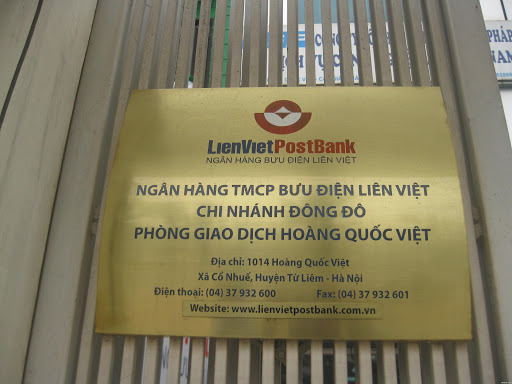 LIENVIETPOSTBANK
NGÂN HÀNG BƯU ĐIỆN LIÊN VIỆT
NGÂN HÀNG TMCP BƯU ĐIỆN LIÊN VIỆT
CHI NHÁNH ĐÔNG ĐÔ
PHÒNG GIAO DỊCH HOÀNG QUỐC VIỆT
Địa chỉ: 1014 Hoàng Quốc Việt
Xã Cổ Nhuế, Huyện Từ Liêm - Hà Nội
Điện thoại: (04) 37 932 600 Fax: (04) 37 932 601
Website: www.lienvietpostbank.com.vn
PHÁP
NAM